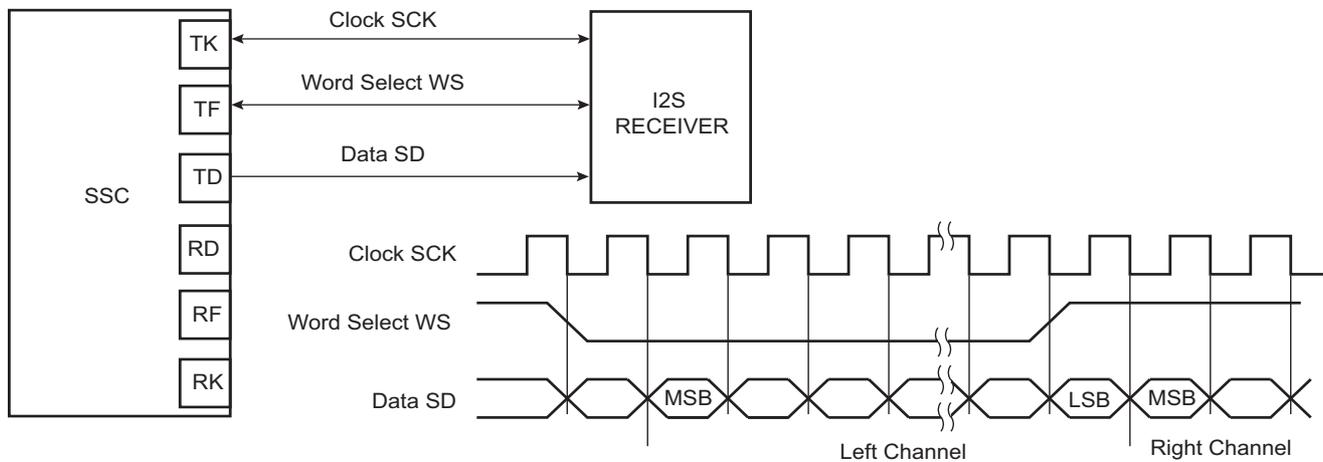 Clock SCK
TK
Word Select WS
TF
I2S
RECEIVER
Data SD
TD
SSC
RD
Clock SCK
RF
Word Select WS
RK
Data SD
MSB
LSB
MSB
Left Channel
Right Channel